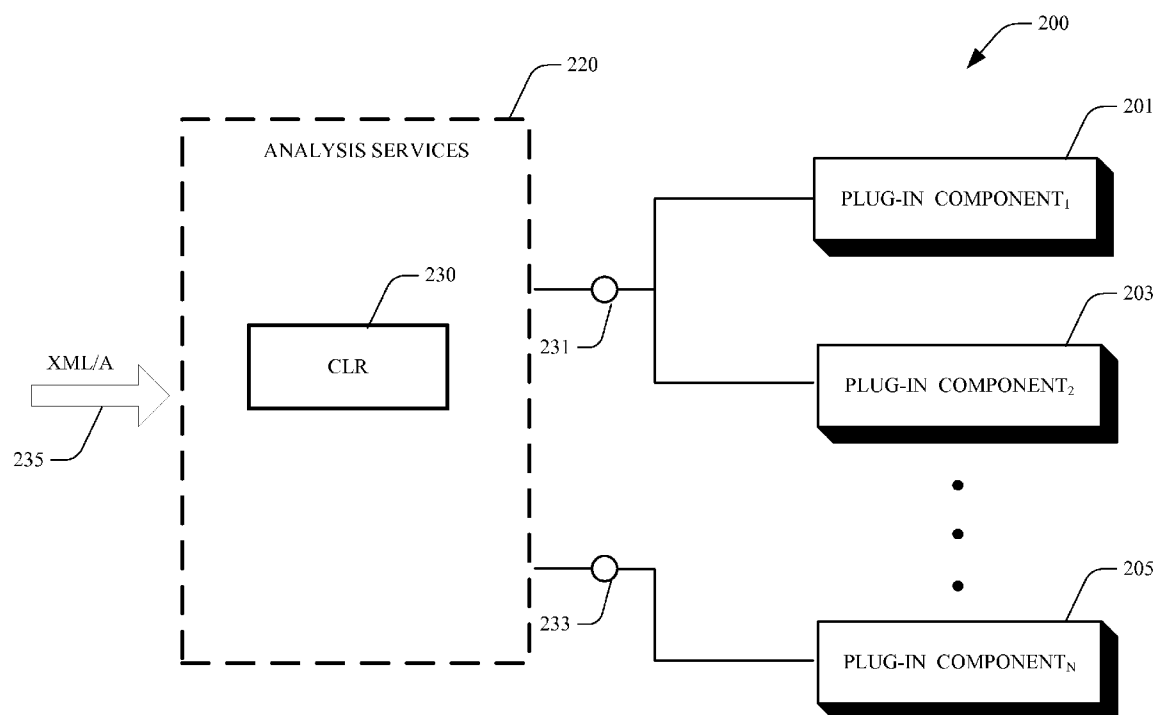 200
220
201
ANALYSIS SERVICES
PLUG-IN COMPONENT₁
230
203
231
XML/A
CLR
PLUG-IN COMPONENT₂
235
205
233
PLUG-IN COMPONENT_N